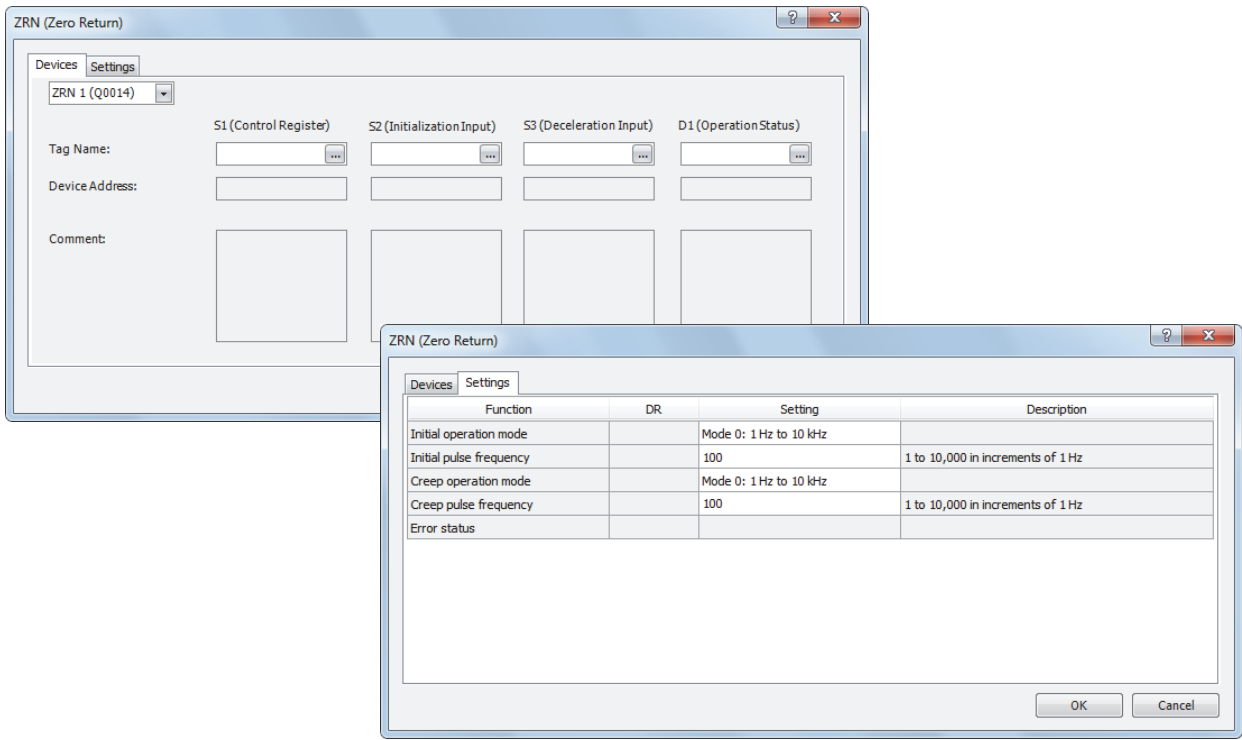 ZRN (Zero Return)
Devices Settings
ZRN 1 (Q0014)
S1 (Control Register) S2 (Initialization Input) S3 (Deceleration Input) D1 (Operation Status)
Tag Name: ... ... ... ...
Device Address:
Comment:
ZRN (Zero Return)
Devices Settings
Function DR Setting Description
Initial operation mode Mode 0: 1 Hz to 10 kHz
Initial pulse frequency 100 1 to 10,000 in increments of 1 Hz
Creep operation mode Mode 0: 1 Hz to 10 kHz
Creep pulse frequency 100 1 to 10,000 in increments of 1 Hz
Error status
OK Cancel